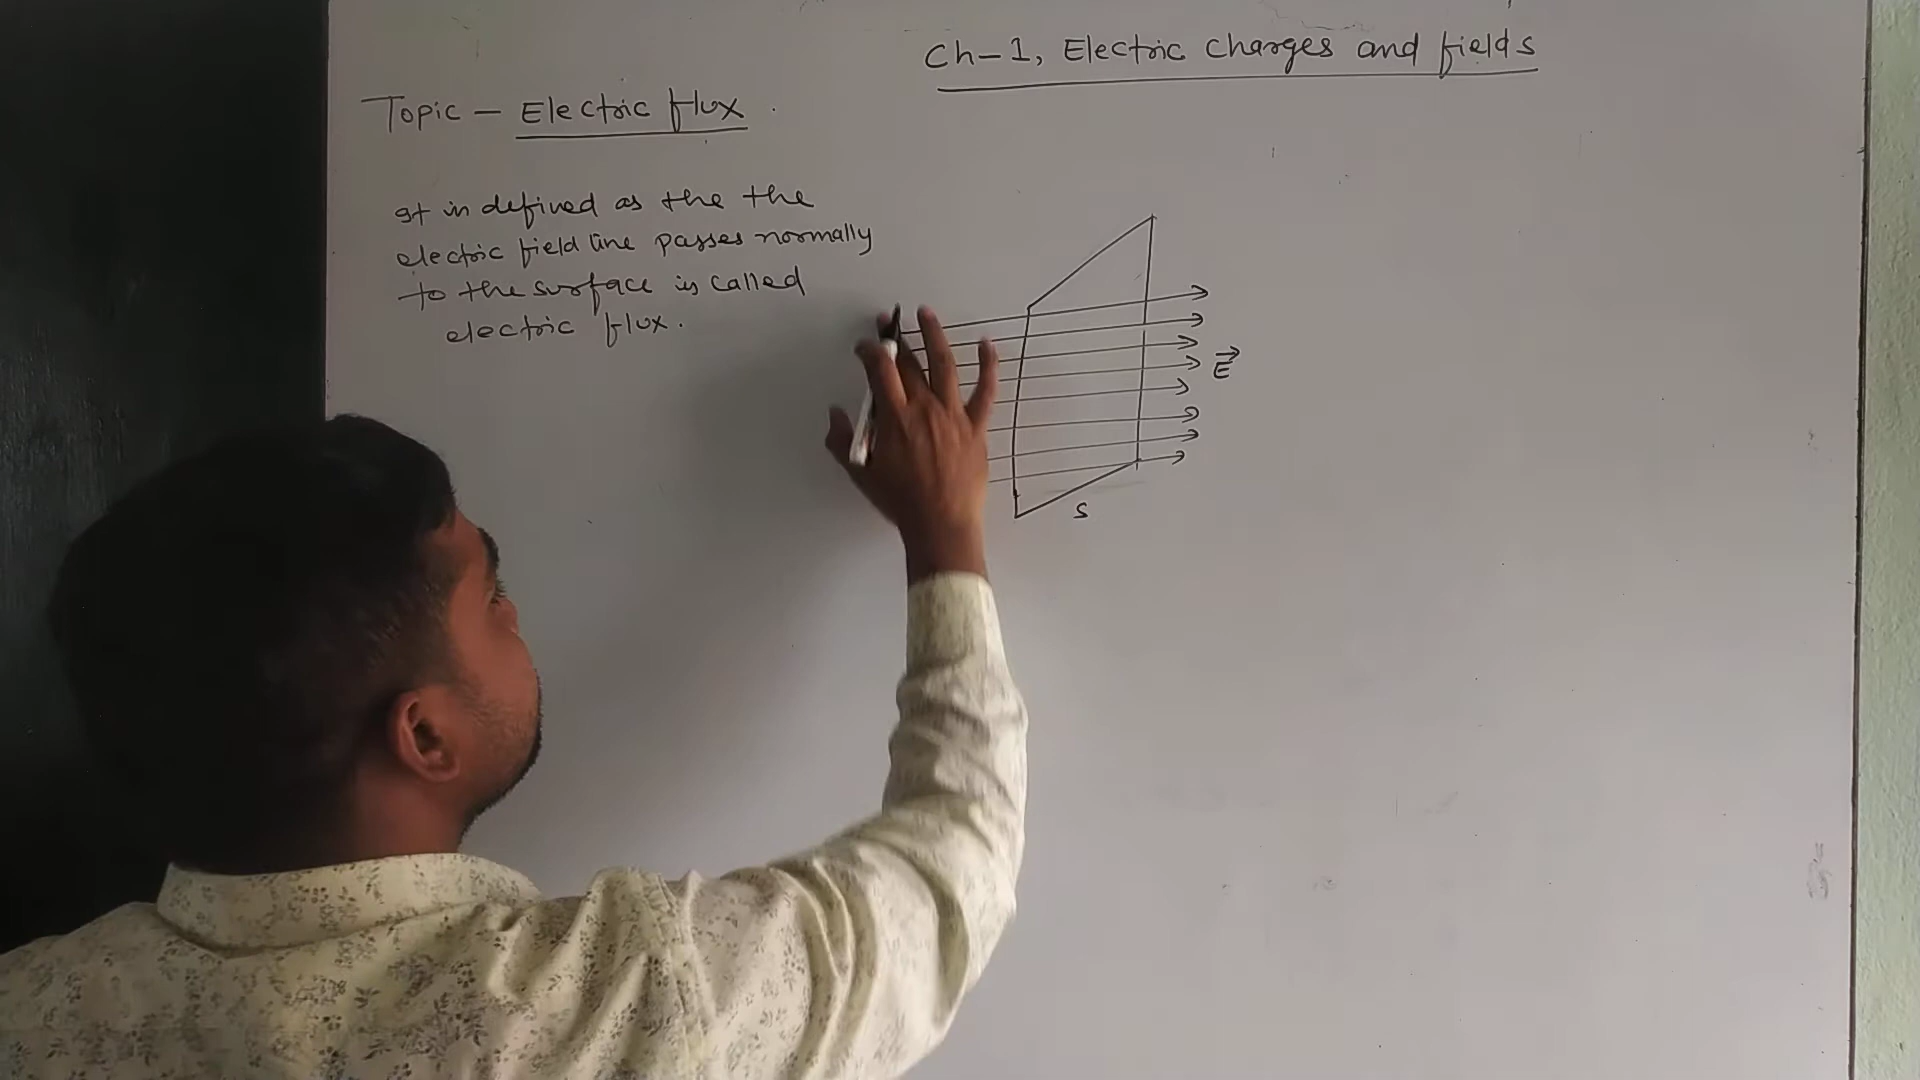 Ch-1, Electric Charges and fields
Topic - Electric flux
It in defined as the the
electric field line passes normally
to the surface is called
electric flux.
E
S